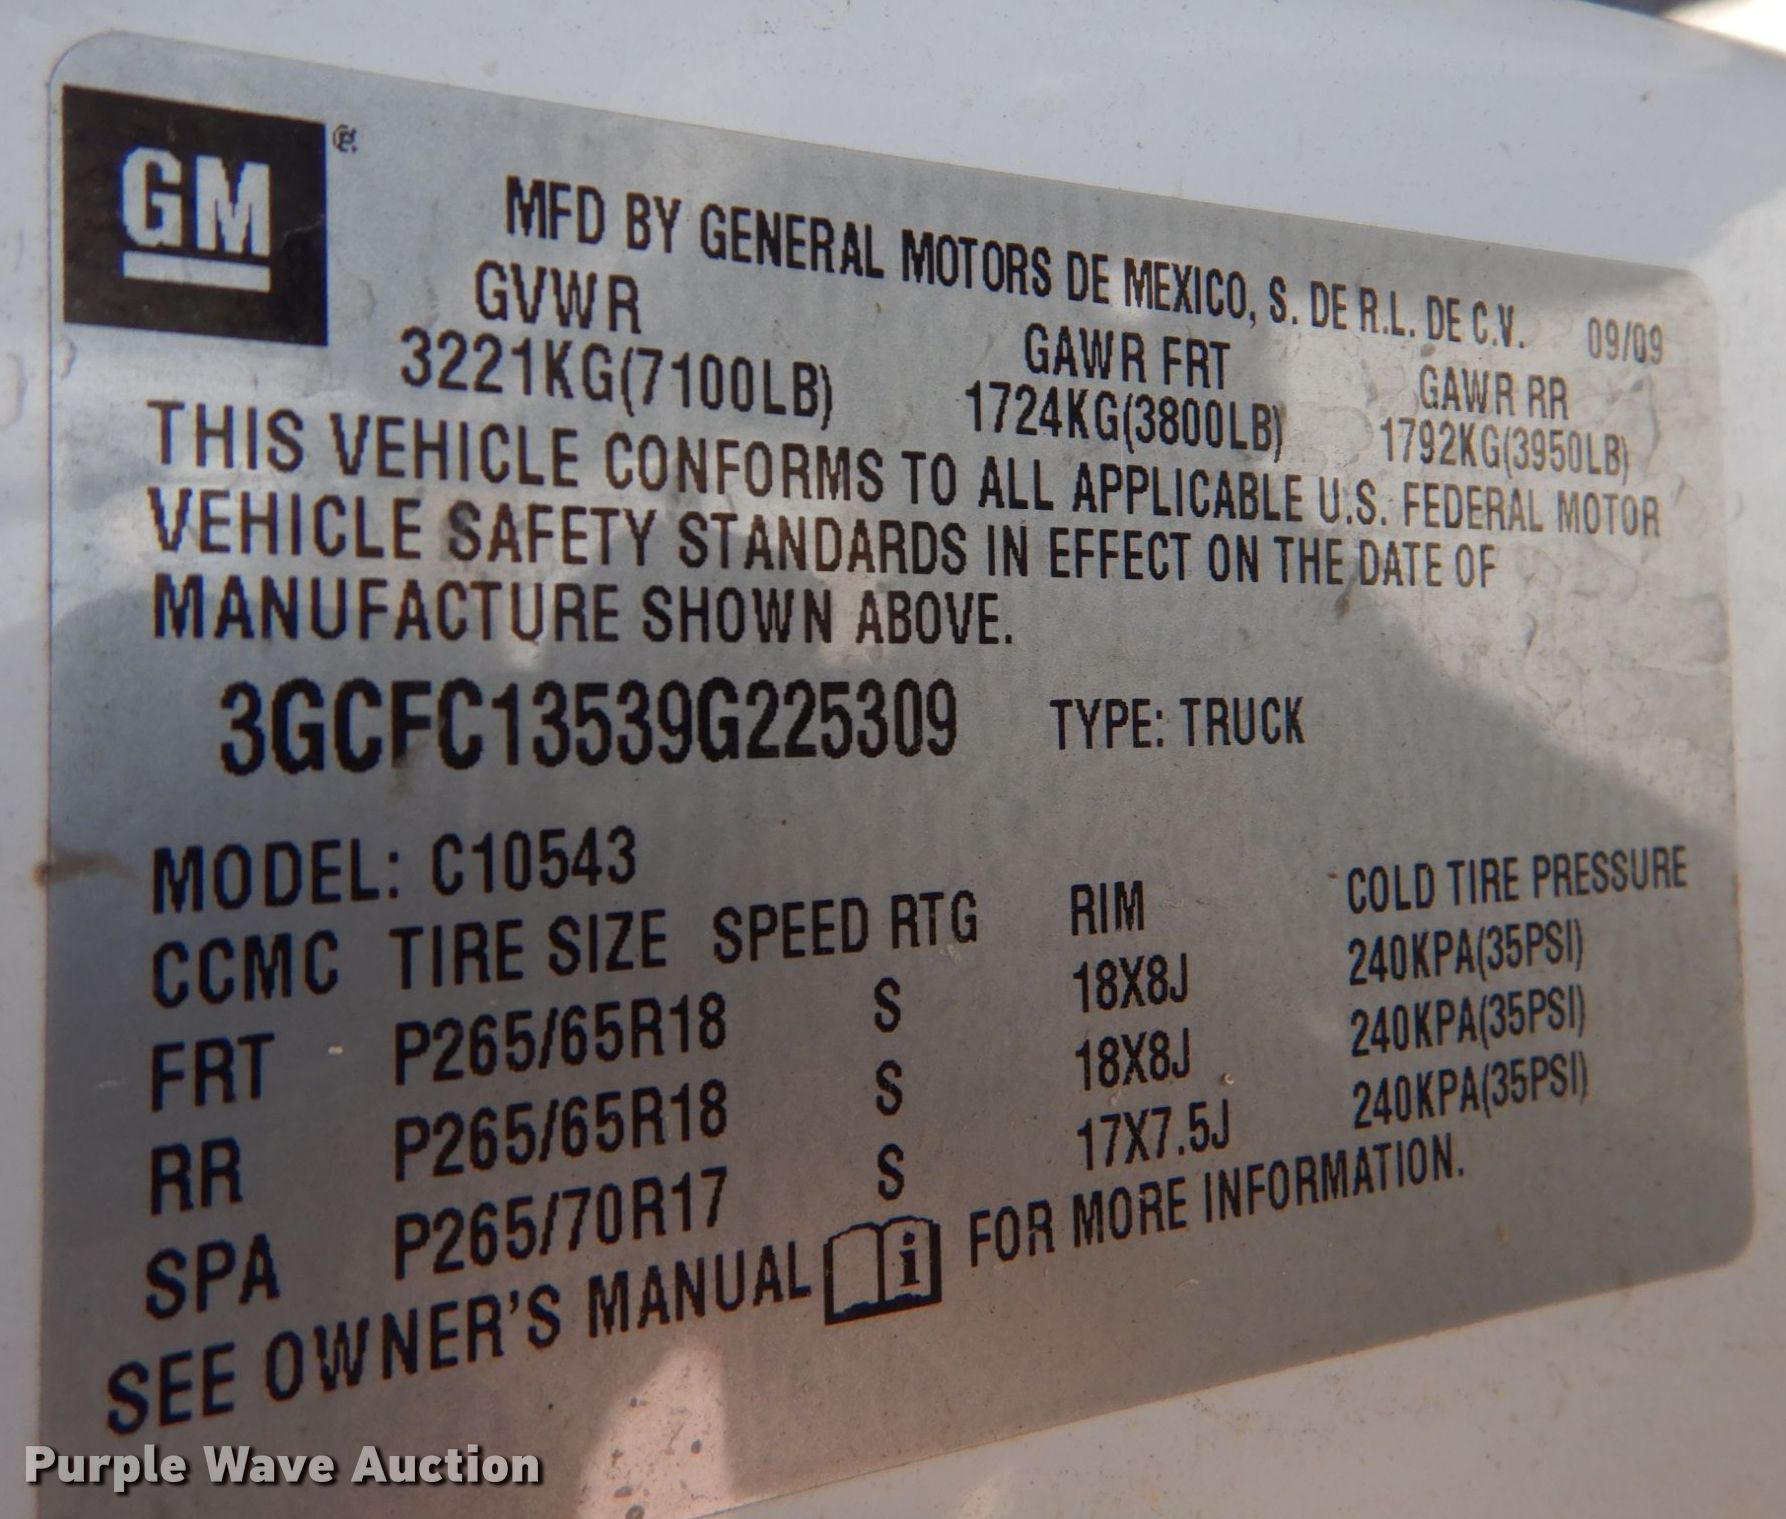 GM
MFD BY GENERAL MOTORS DE MEXICO, S. DE R.L. DE C.V. 09/09
GVWR GAWR FRT GAWR RR
3221KG(7100LB) 1724KG(3800LB) 1792KG(3950LB)
THIS VEHICLE CONFORMS TO ALL APPLICABLE U.S. FEDERAL MOTOR
VEHICLE SAFETY STANDARDS IN EFFECT ON THE DATE OF
MANUFACTURE SHOWN ABOVE.
3GCFC13539G225309 TYPE: TRUCK
MODEL: C10543
CCMC TIRE SIZE SPEED RTG RIM COLD TIRE PRESSURE
FRT P265/65R18 S 18X8J 240KPA(35PSI)
RR P265/65R18 S 18X8J 240KPA(35PSI)
SPA P265/70R17 S 17X7.5J 240KPA(35PSI)
SEE OWNER'S MANUAL i FOR MORE INFORMATION.
Purple Wave Auction